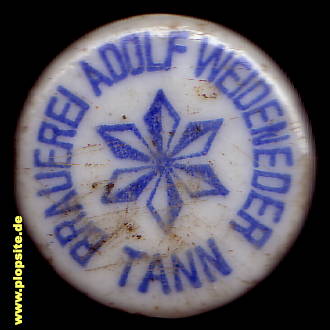 BRAUEREI ADOLF WEIDENEDER
TANN
www.plopsite.de